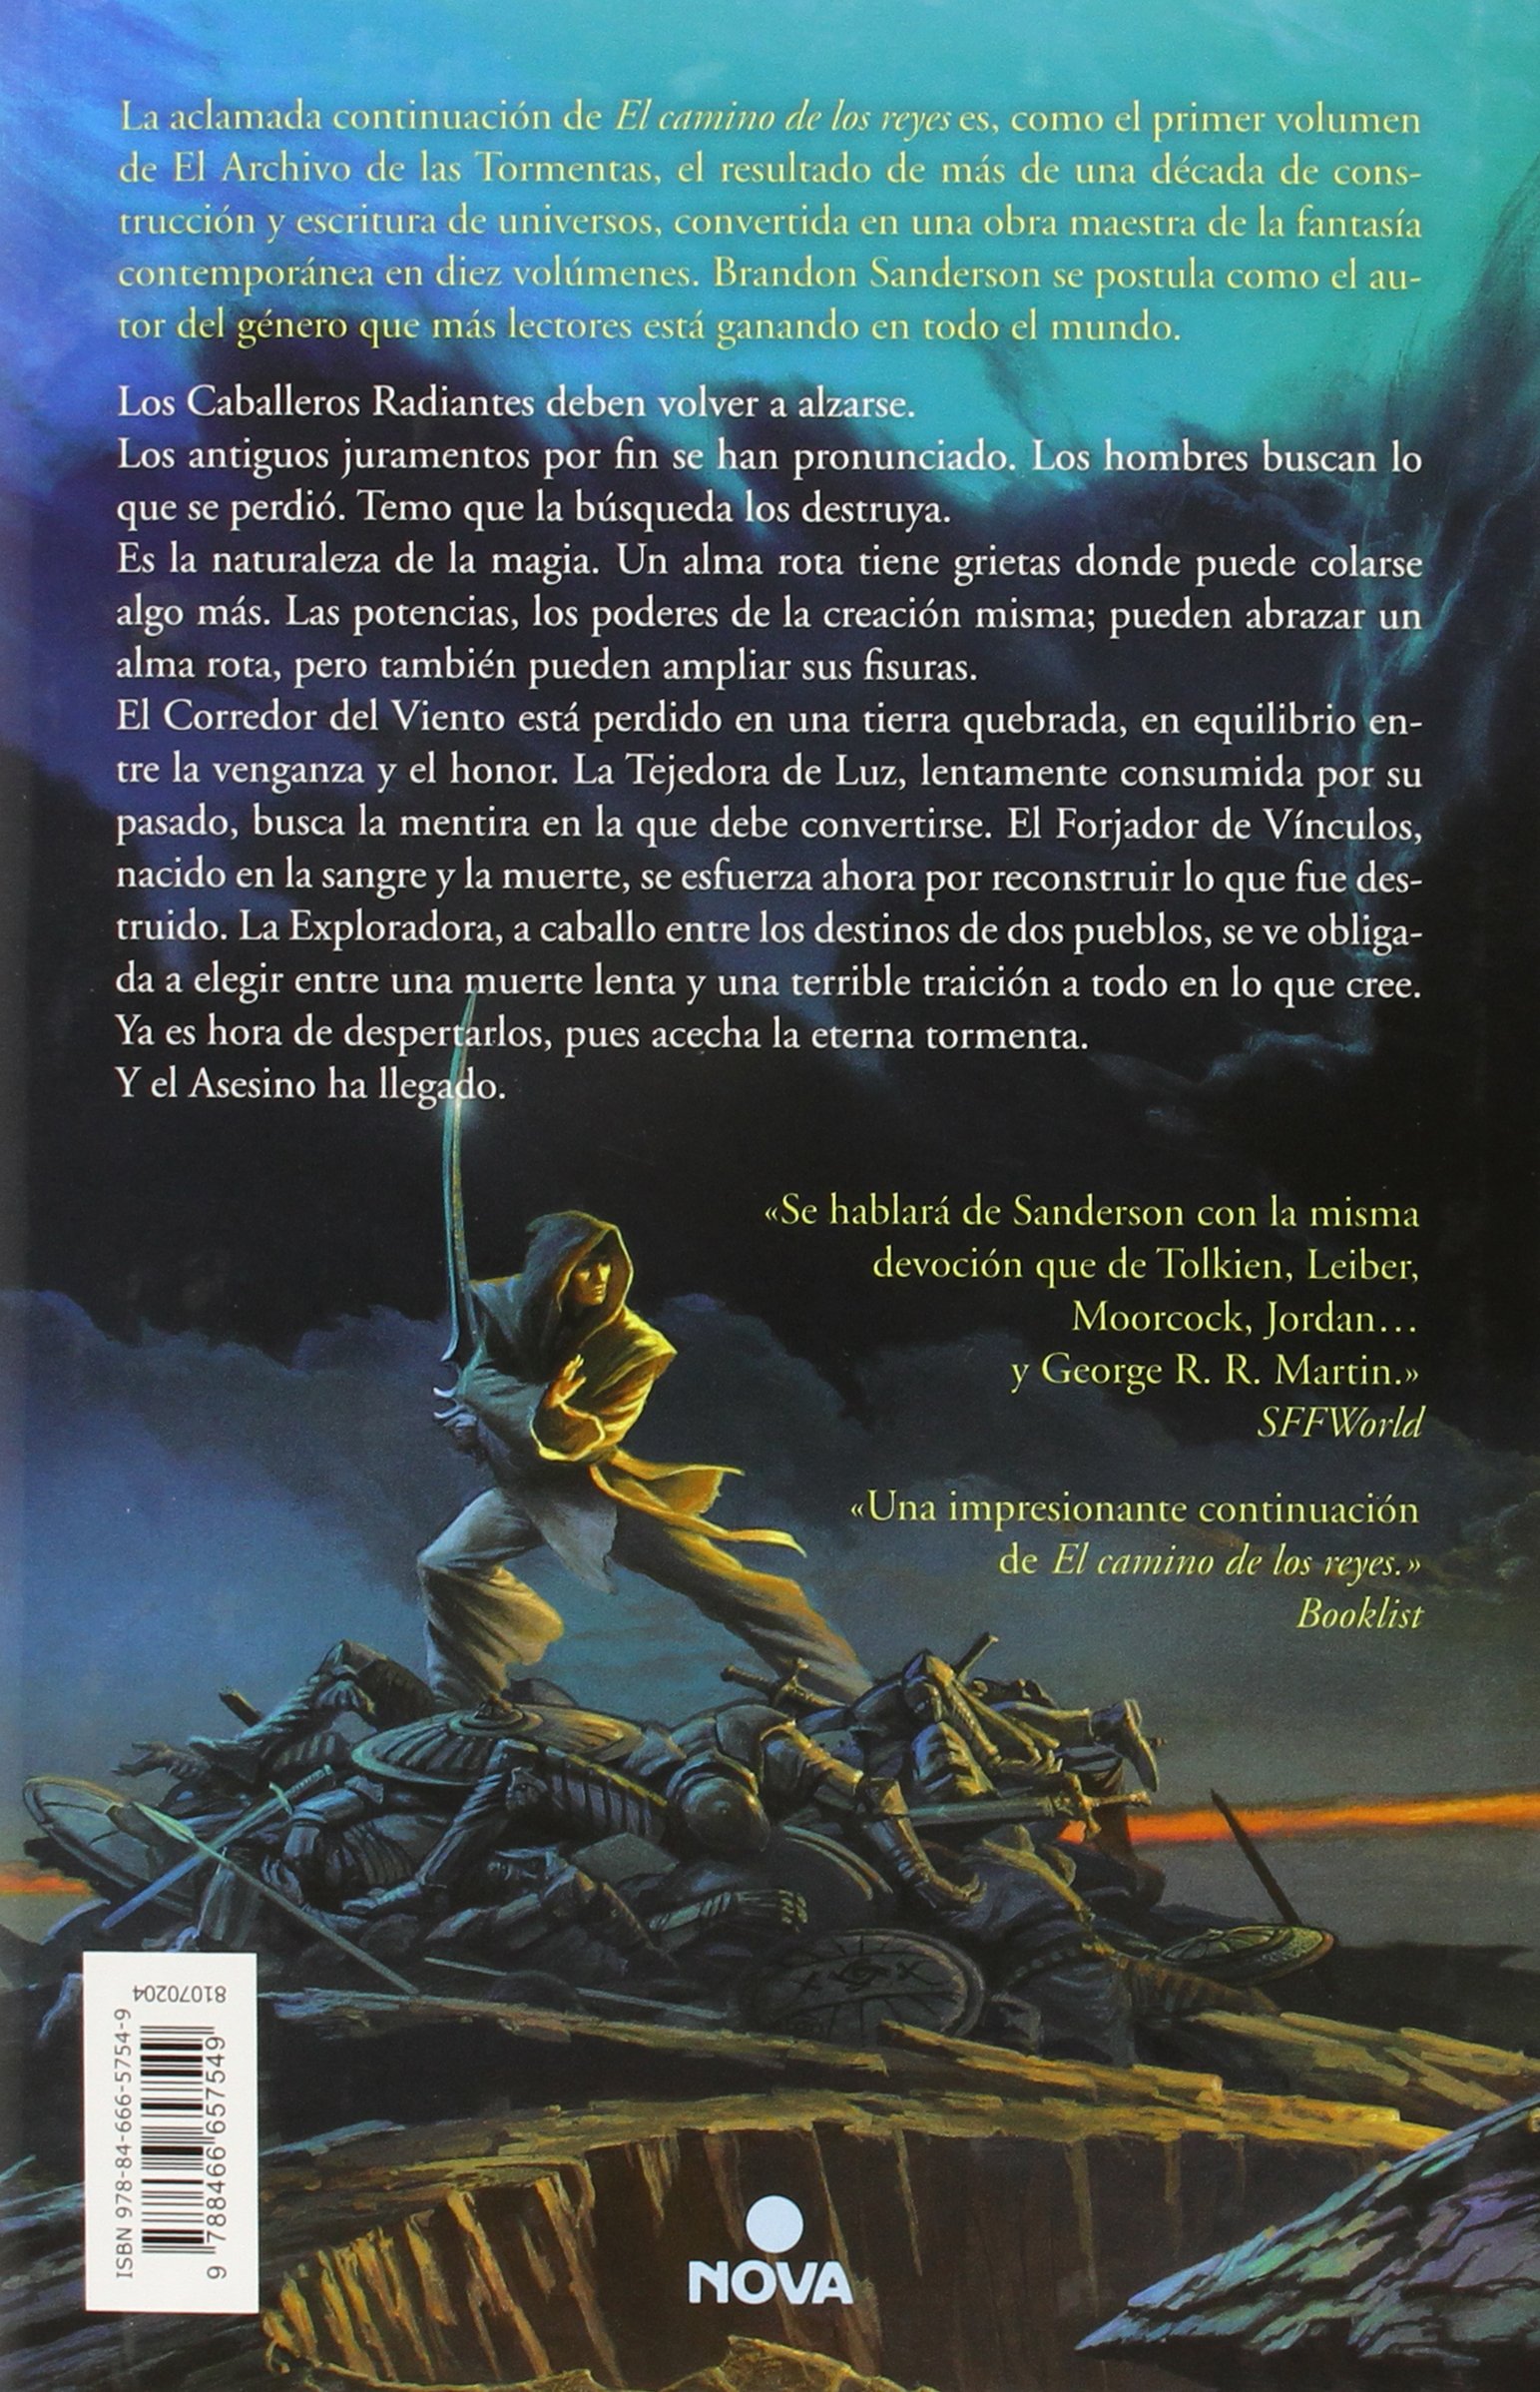 La aclamada continuación de El camino de los reyes es, como el primer volumen
de El Archivo de las Tormentas, el resultado de más de una década de cons-
trucción y escritura de universos, convertida en una obra maestra de la fantasía
contemporánea en diez volúmenes. Brandon Sanderson se postula como el au-
tor del género que más lectores está ganando en todo el mundo.
Los Caballeros Radiantes deben volver a alzarse.
Los antiguos juramentos por fin se han pronunciado. Los hombres buscan lo
que se perdió. Temo que la búsqueda los destruya.
Es la naturaleza de la magia. Un alma rota tiene grietas donde puede colarse
algo más. Las potencias, los poderes de la creación misma; pueden abrazar un
alma rota, pero también pueden ampliar sus fisuras.
El Corredor del Viento está perdido en una tierra quebrada, en equilibrio en-
tre la venganza y el honor. La Tejedora de Luz, lentamente consumida por su
pasado, busca la mentira en la que debe convertirse. El Forjador de Vínculos,
nacido en la sangre y la muerte, se esfuerza ahora por reconstruir lo que fue des-
truido. La Exploradora, a caballo entre los destinos de dos pueblos, se ve obliga-
da a elegir entre una muerte lenta y una terrible traición a todo en lo que cree.
Ya es hora de despertarlos, pues acecha la eterna tormenta.
Y el Asesino ha llegado.
«Se hablará de Sanderson con la misma
devoción que de Tolkien, Leiber,
Moorcock, Jordan…
y George R. R. Martin.»
SFFWorld
«Una impresionante continuación
de El camino de los reyes.»
Booklist
81070204
ISBN 978-84-666-5754-9
9 788466 657549
NOVA